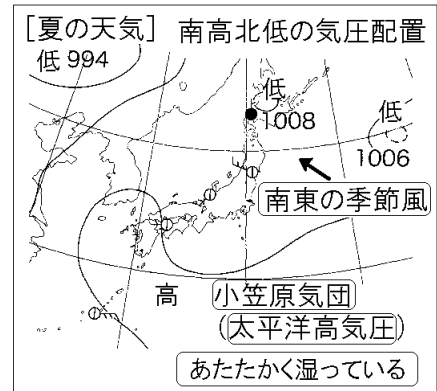 [夏の天気] 南高北低の気圧配置
低 994
低
1008
低
1006
南東の季節風
高 小笠原気団
(太平洋高気圧)
あたたかく湿っている